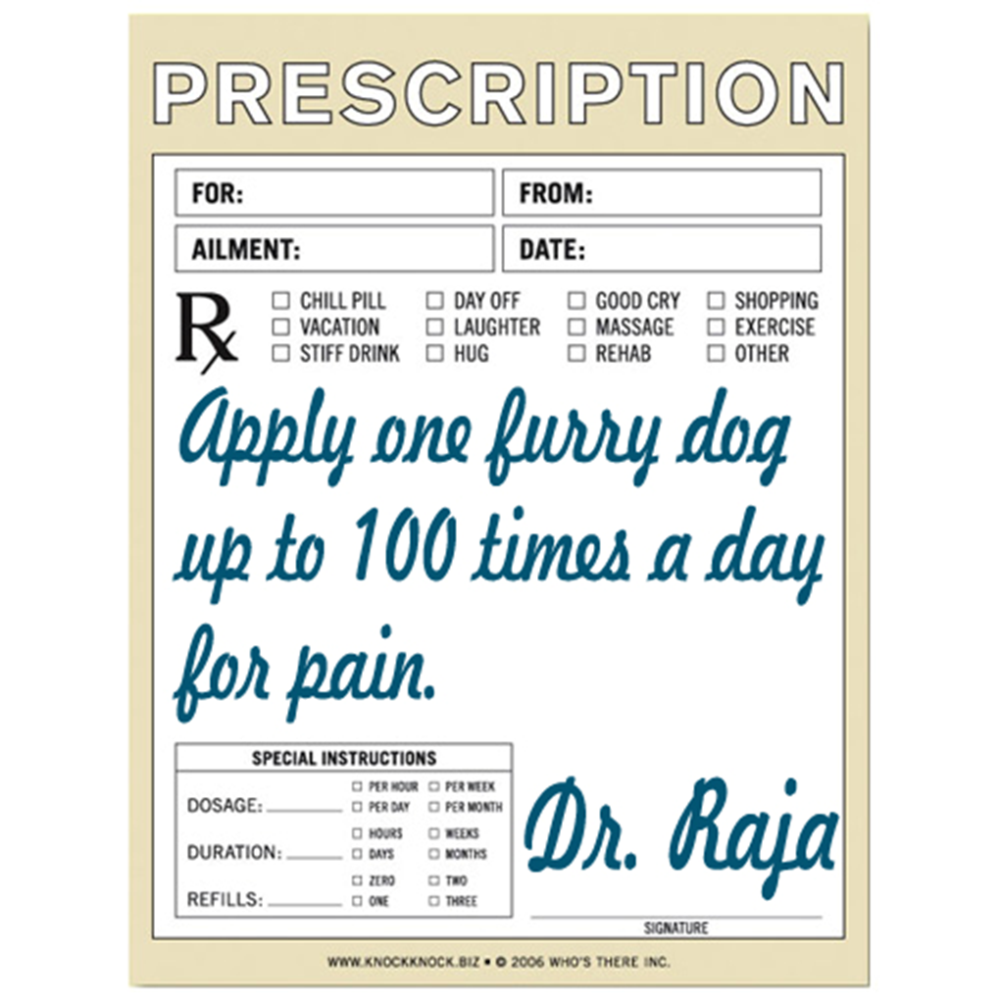 PRESCRIPTION
FOR: FROM:
AILMENT: DATE:
Rx
CHILL PILL DAY OFF GOOD CRY SHOPPING
VACATION LAUGHTER MASSAGE EXERCISE
STIFF DRINK HUG REHAB OTHER
Apply one furry dog
up to 100 times a day
for pain.
SPECIAL INSTRUCTIONS
PER HOUR PER WEEK
DOSAGE: PER DAY PER MONTH
HOURS WEEKS
DURATION: DAYS MONTHS
ZERO TWO
REFILLS: ONE THREE
Dr. Raja
SIGNATURE
WWW.KNOCKKNOCK.BIZ ▪ © 2006 WHO'S THERE INC.